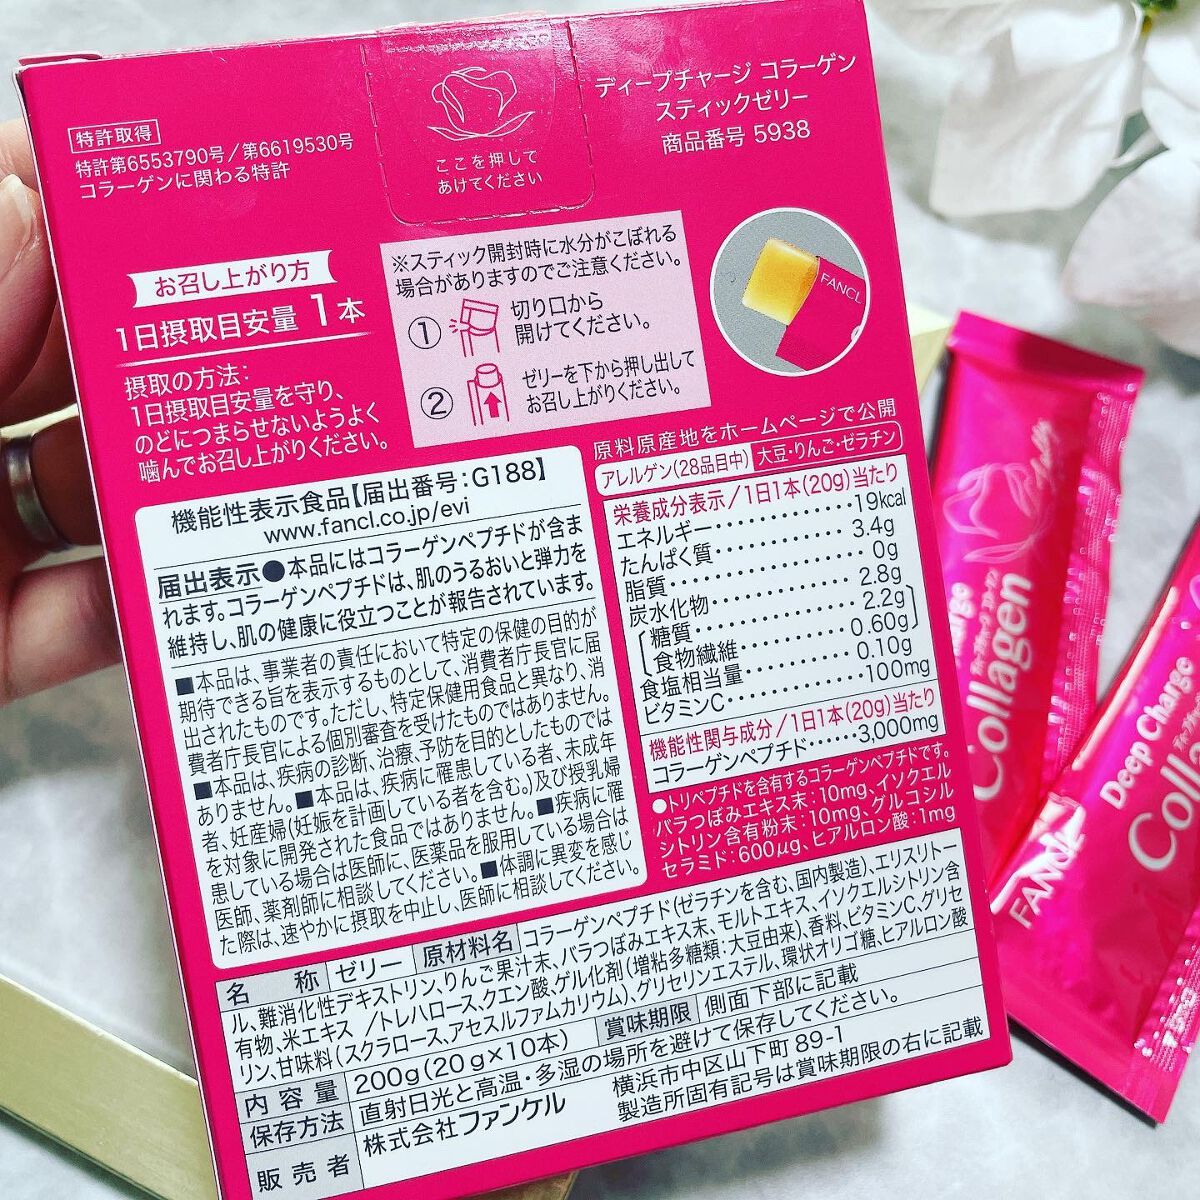 ディープチャージ コラーゲン
スティックゼリー
商品番号 5938
特許取得
特許第6553790号／第6619530号
コラーゲンに関わる特許
ここを押して
あけてください
お召し上がり方
1日摂取目安量 1本
摂取の方法：
1日摂取目安量を守り、
のどにつまらせないようよく
噛んでお召し上がりください。
※スティック開封時に水分がこぼれる
場合がありますのでご注意ください。
① 切り口から
開けてください。
② ゼリーを下から押し出して
お召し上がりください。
FANCL
機能性表示食品【届出番号：G188】
www.fancl.co.jp/evi
届出表示●本品にはコラーゲンペプチドが含ま
れます。コラーゲンペプチドは、肌のうるおいと弾力を
維持し、肌の健康に役立つことが報告されています。
■本品は、事業者の責任において特定の保健の目的が
期待できる旨を表示するものとして、消費者庁長官に届
出されたものです。ただし、特定保健用食品と異なり、消
費者庁長官による個別審査を受けたものではありません。
■本品は、疾病の診断、治療、予防を目的としたものでは
ありません。■本品は、疾病に罹患している者、未成年
者、妊産婦(妊娠を計画している者を含む。)及び授乳婦
を対象に開発された食品ではありません。■疾病に罹
患している場合は医師に、医薬品を服用している場合は
医師、薬剤師に相談してください。■体調に異変を感じ
た際は、速やかに摂取を中止し、医師に相談してください。
原料原産地をホームページで公開
アレルゲン(28品目中) 大豆・りんご・ゼラチン
栄養成分表示／1日1本(20g)当たり
エネルギー・・・・・・19kcal
たんぱく質・・・・・・3.4g
脂質・・・・・・0g
炭水化物・・・・・・2.8g
糖質・・・・・・2.2g
食物繊維・・・・・・0.60g
食塩相当量・・・・・・0.10g
ビタミンC・・・・・・100mg
機能性関与成分／1日1本(20g)当たり
コラーゲンペプチド・・・・・・3,000mg
●トリペプチドを含有するコラーゲンペプチドです。
バラつぼみエキス末：10mg、イソクエル
シトリン含有粉末：10mg、グルコシル
セラミド：600μg、ヒアルロン酸：1mg
名称 ゼリー 原材料名 コラーゲンペプチド(ゼラチンを含む、国内製造)、エリスリトー
ル、難消化性デキストリン、りんご果汁末、バラつぼみエキス末、モルトエキス、イソクエルシトリン含
有物、米エキス／トレハロース、クエン酸、ゲル化剤(増粘多糖類：大豆由来)、香料、ビタミンC、グリセ
リン、甘味料(スクラロース、アセスルファムカリウム)、グリセリンエステル、環状オリゴ糖、ヒアルロン酸
内容量 200g(20g×10本) 賞味期限 側面下部に記載
保存方法 直射日光と高温・多湿の場所を避けて保存してください。
販売者 株式会社ファンケル 横浜市中区山下町 89-1
製造所固有記号は賞味期限の右に記載
Collagen
ディープチャージ コラーゲン
FANCL
Deep Charge